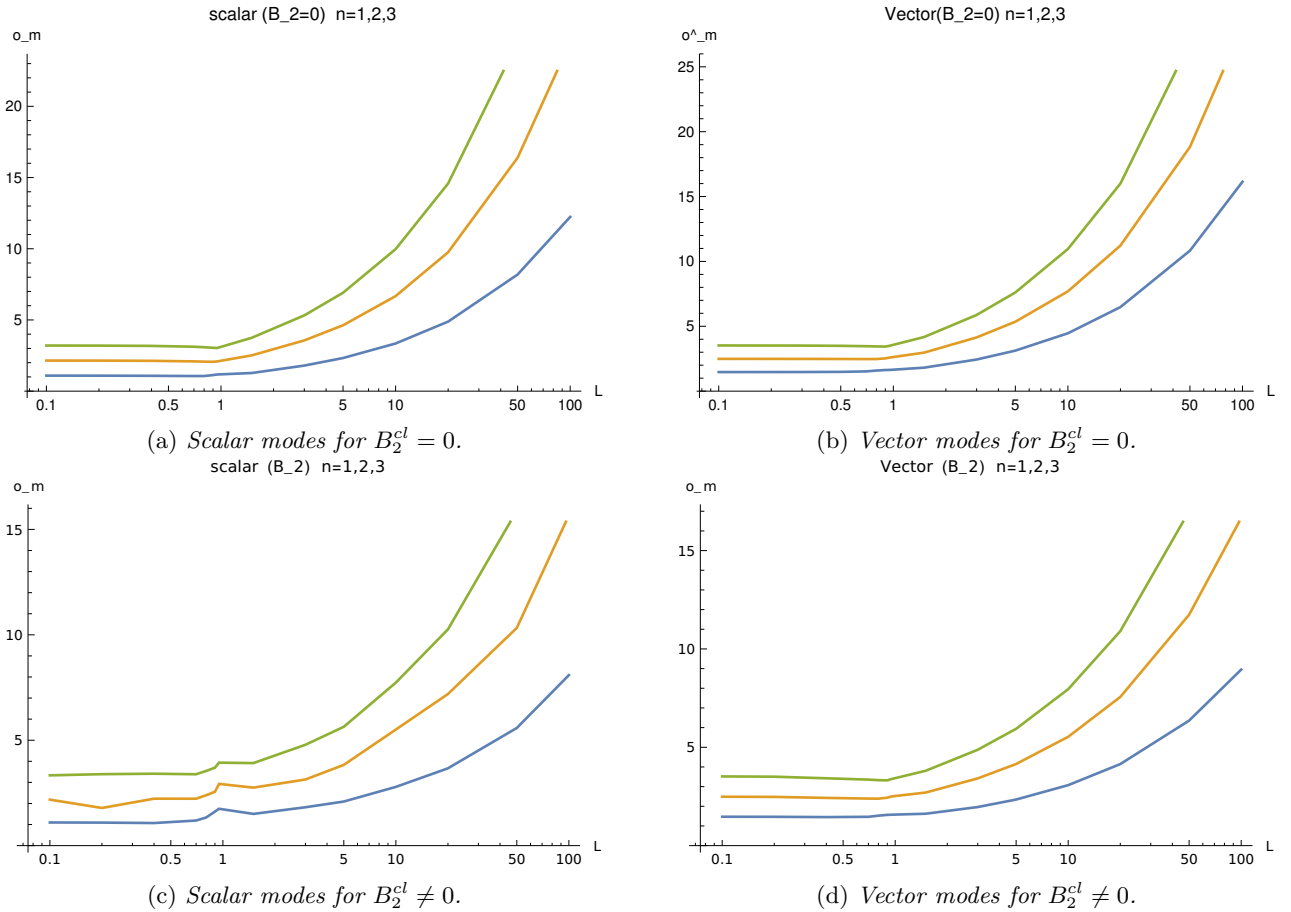 scalar (B_2=0) n=1,2,3
o_m
20
15
10
5
0.1 0.5 1 5 10 50 100 L
(a) Scalar modes for B_2^{cl} = 0.
Vector(B_2=0) n=1,2,3
o^_m
25
20
15
10
5
0.1 0.5 1 5 10 50 100 L
(b) Vector modes for B_2^{cl} = 0.
scalar (B_2) n=1,2,3
o_m
15
10
5
0.1 0.5 1 5 10 50 100 L
(c) Scalar modes for B_2^{cl} ≠ 0.
Vector (B_2) n=1,2,3
o_m
15
10
5
0.1 0.5 1 5 10 50 100 L
(d) Vector modes for B_2^{cl} ≠ 0.